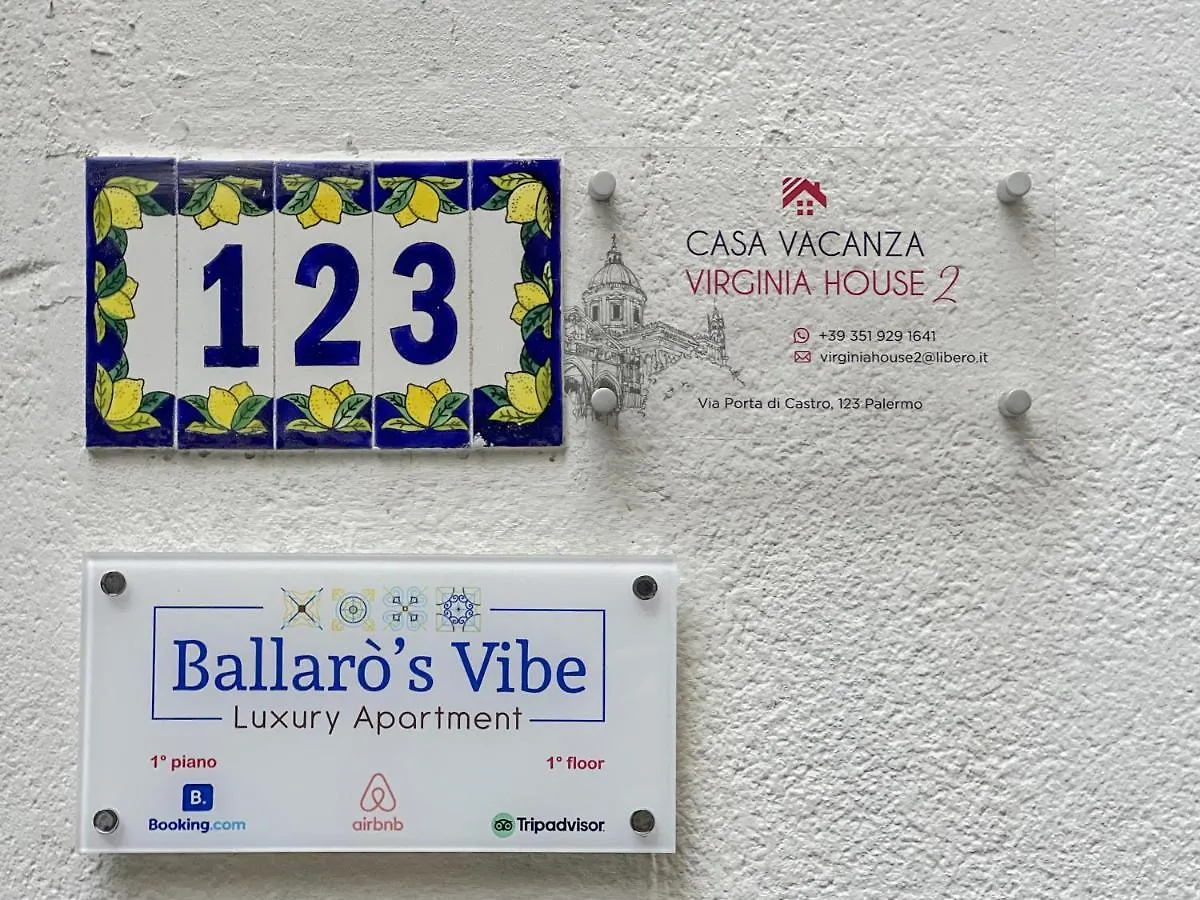 123
CASA VACANZA
VIRGINIA HOUSE 2
+39 351 929 1641
virginiahouse2@libero.it
Via Porta di Castro, 123 Palermo
Ballarò's Vibe
Luxury Apartment
1° piano
1° floor
B.
Booking.com
airbnb
Tripadvisor